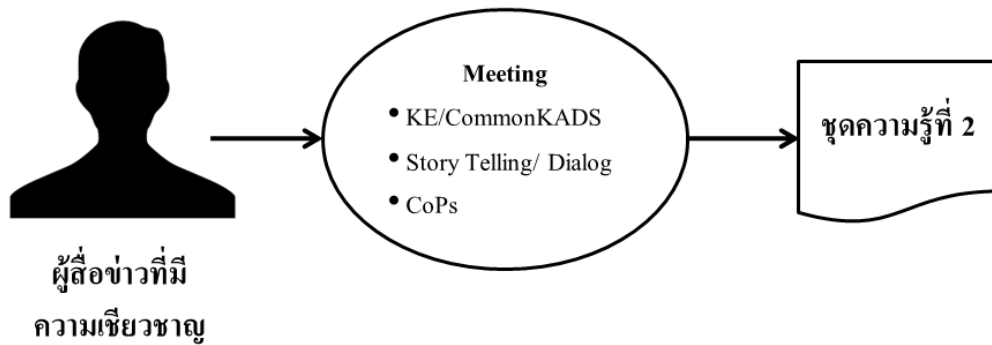 Meeting
• KE/CommonKADS
• Story Telling/ Dialog
• CoPs
ชุดความรู้ที่ 2
ผู้สื่อข่าวที่มี
ความเชียวชาญ